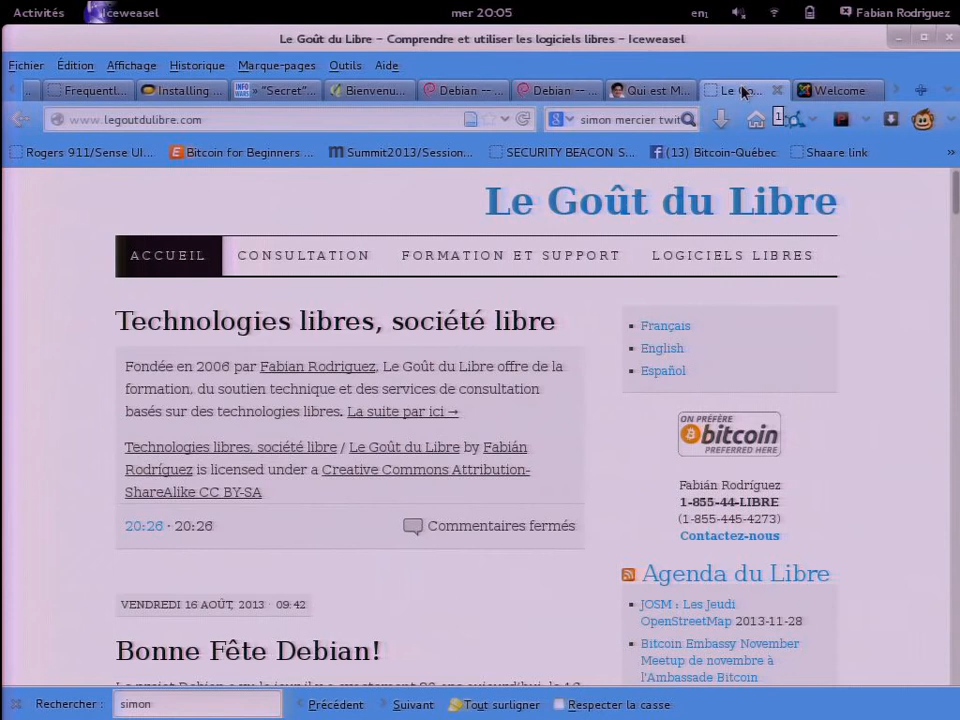 Activités Iceweasel mer 20:05 en₁ Fabian Rodriguez
Le Goût du Libre – Comprendre et utiliser les logiciels libres – Iceweasel
Fichier Édition Affichage Historique Marque-pages Outils Aide
.. Frequentl... Installing ... » “Secret”... Bienvenu... Debian -- ... Debian -- ... Qui est M... Le Go... Welcome
www.legoutdulibre.com simon mercier twit 1
Rogers 911/Sense UI... Bitcoin for Beginners ... Summit2013/Session... SECURITY BEACON S... (13) Bitcoin-Québec Shaare link »
Le Goût du Libre
ACCUEIL CONSULTATION FORMATION ET SUPPORT LOGICIELS LIBRES
Technologies libres, société libre
Fondée en 2006 par Fabian Rodriguez, Le Goût du Libre offre de la
formation, du soutien technique et des services de consultation
basés sur des technologies libres. La suite par ici →
Technologies libres, société libre / Le Goût du Libre by Fabián
Rodríguez is licensed under a Creative Commons Attribution-
ShareAlike CC BY-SA
20:26 · 20:26 Commentaires fermés
VENDREDI 16 AOÛT, 2013 · 09:42
Bonne Fête Debian!
Français
English
Español
ON PRÉFÈRE
bitcoin
PREFERRED HERE
Fabián Rodríguez
1-855-44-LIBRE
(1-855-445-4273)
Contactez-nous
Agenda du Libre
JOSM : Les Jeudi
OpenStreetMap 2013-11-28
Bitcoin Embassy November
Meetup de novembre à
l'Ambassade Bitcoin
Rechercher : simon Précédent Suivant Tout surligner Respecter la casse